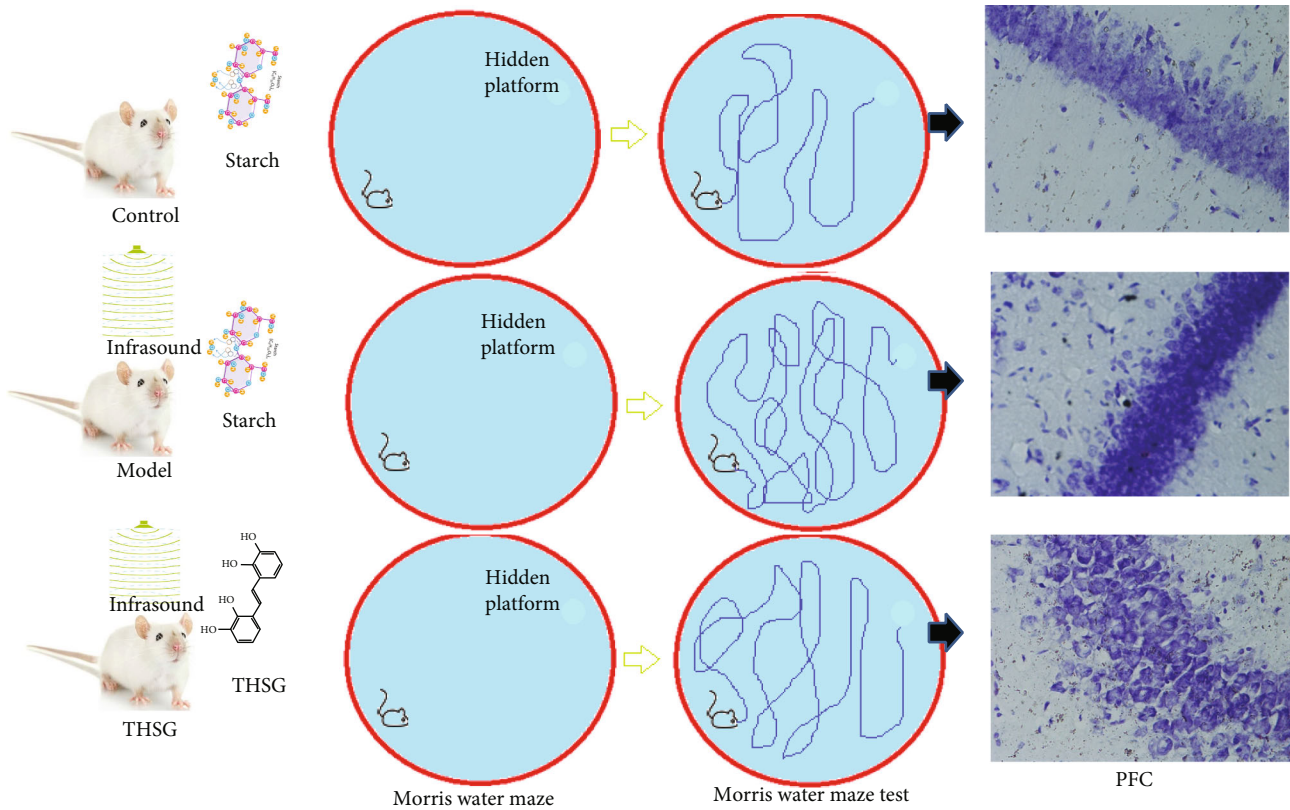 Hidden
platform
Starch
Control
Infrasound
Hidden
platform
Starch
Model
HO
HO
HO
HO
Infrasound
Hidden
platform
THSG
THSG
Morris water maze
Morris water maze test
PFC